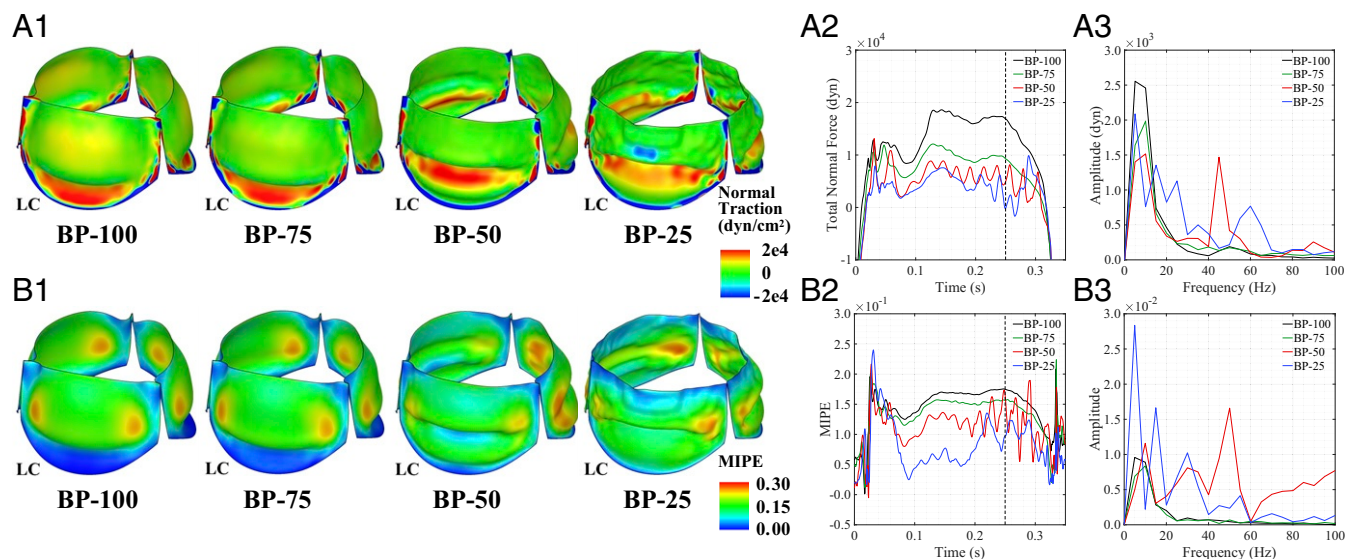 A1
LC
BP-100
BP-75
BP-50
LC
BP-25
Normal
Traction
(dyn/cm²)
2e4
0
-2e4
A2
×10⁴
Total Normal Force (dyn)
3
2
1
0
-1
0
0.1
0.2
0.3
Time (s)
BP-100
BP-75
BP-50
BP-25
A3
×10³
Amplitude (dyn)
3.0
2.5
2.0
1.5
1.0
0.5
0.0
0
20
40
60
80
100
Frequency (Hz)
BP-100
BP-75
BP-50
BP-25
B1
LC
BP-100
LC
BP-75
LC
BP-50
LC
BP-25
MIPE
0.30
0.15
0.00
B2
×10⁻¹
MIPE
3.0
2.5
2.0
1.5
1.0
0.5
-0.0
-0.5
0
0.1
0.2
0.3
Time (s)
BP-100
BP-75
BP-50
BP-25
B3
×10⁻²
Amplitude
3.0
2.5
2.0
1.5
1.0
0.5
0.0
0
20
40
60
80
100
Frequency (Hz)
BP-100
BP-75
BP-50
BP-25